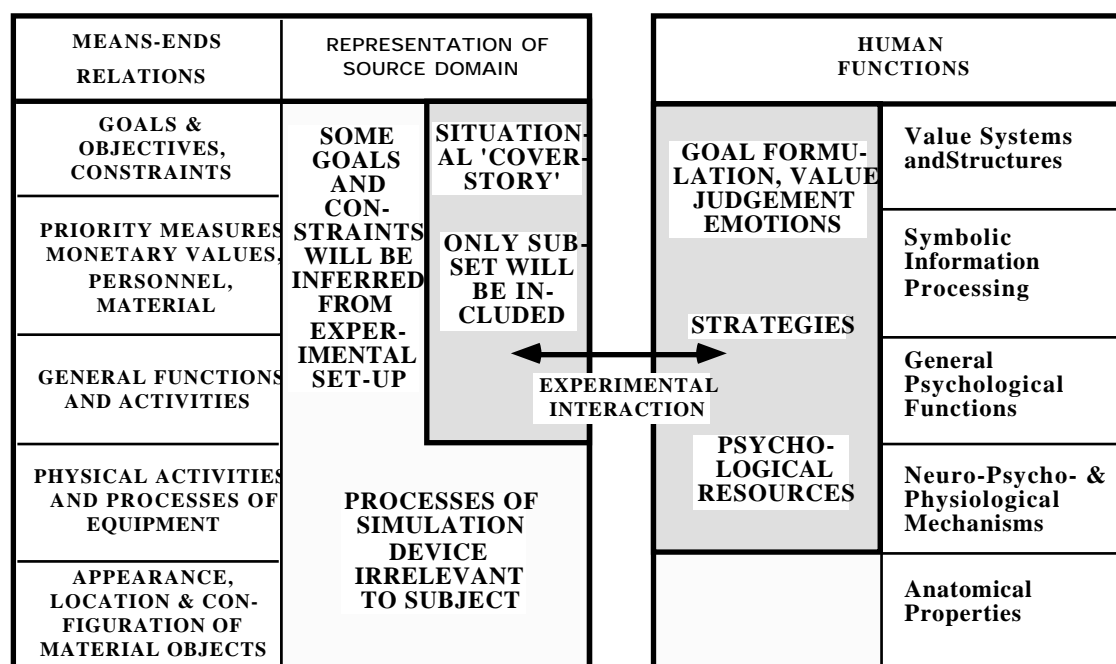 MEANS-ENDS
RELATIONS
REPRESENTATION OF
SOURCE DOMAIN
HUMAN
FUNCTIONS
GOALS &
OBJECTIVES,
CONSTRAINTS
PRIORITY MEASURES
MONETARY VALUES,
PERSONNEL,
MATERIAL
GENERAL FUNCTIONS
AND ACTIVITIES
PHYSICAL ACTIVITIES
AND PROCESSES OF
EQUIPMENT
APPEARANCE,
LOCATION & CON-
FIGURATION OF
MATERIAL OBJECTS
SOME
GOALS
AND
CON-
STRAINTS
WILL BE
INFERRED
FROM
EXPER-
IMENTAL
SET-UP
SITUATION-
AL 'COVER-
STORY'
ONLY SUB-
SET WILL
BE IN-
CLUDED
PROCESSES OF
SIMULATION
DEVICE
IRRELEVANT
TO SUBJECT
EXPERIMENTAL
INTERACTION
GOAL FORMU-
LATION, VALUE
JUDGEMENT
EMOTIONS
STRATEGIES
PSYCHO-
LOGICAL
RESOURCES
Value Systems
andStructures
Symbolic
Information
Processing
General
Psychological
Functions
Neuro-Psycho- &
Physiological
Mechanisms
Anatomical
Properties